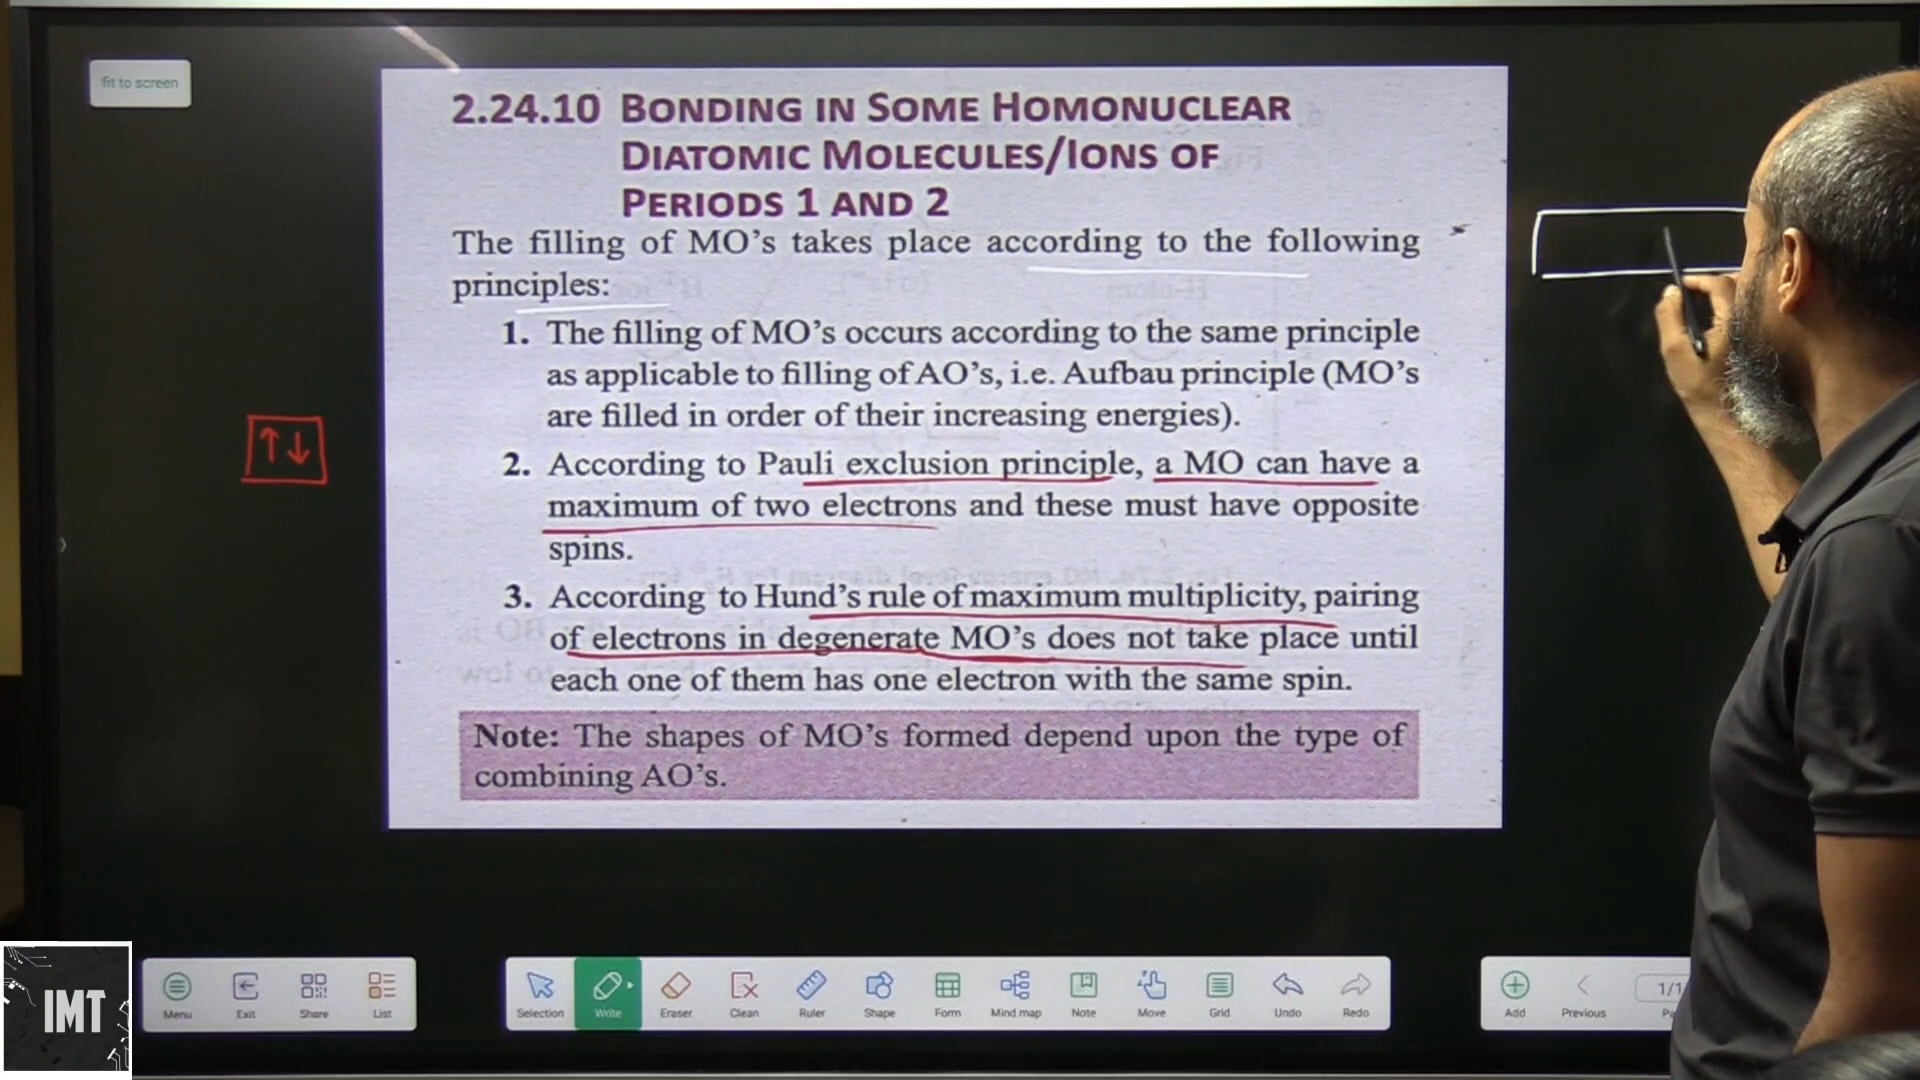 fit to screen
2.24.10 BONDING IN SOME HOMONUCLEAR
DIATOMIC MOLECULES/IONS OF
PERIODS 1 AND 2
The filling of MO's takes place according to the following
principles:
1. The filling of MO's occurs according to the same principle
as applicable to filling of AO's, i.e. Aufbau principle (MO's
are filled in order of their increasing energies).
2. According to Pauli exclusion principle, a MO can have a
maximum of two electrons and these must have opposite
spins.
3. According to Hund's rule of maximum multiplicity, pairing
of electrons in degenerate MO's does not take place until
each one of them has one electron with the same spin.
Note: The shapes of MO's formed depend upon the type of
combining AO's.
↑↓
IMT
Menu Exit Share List
Selection Write Eraser Clean Ruler Shape Form Mind map Note Move Grid Undo Redo
Add Previous 1/1